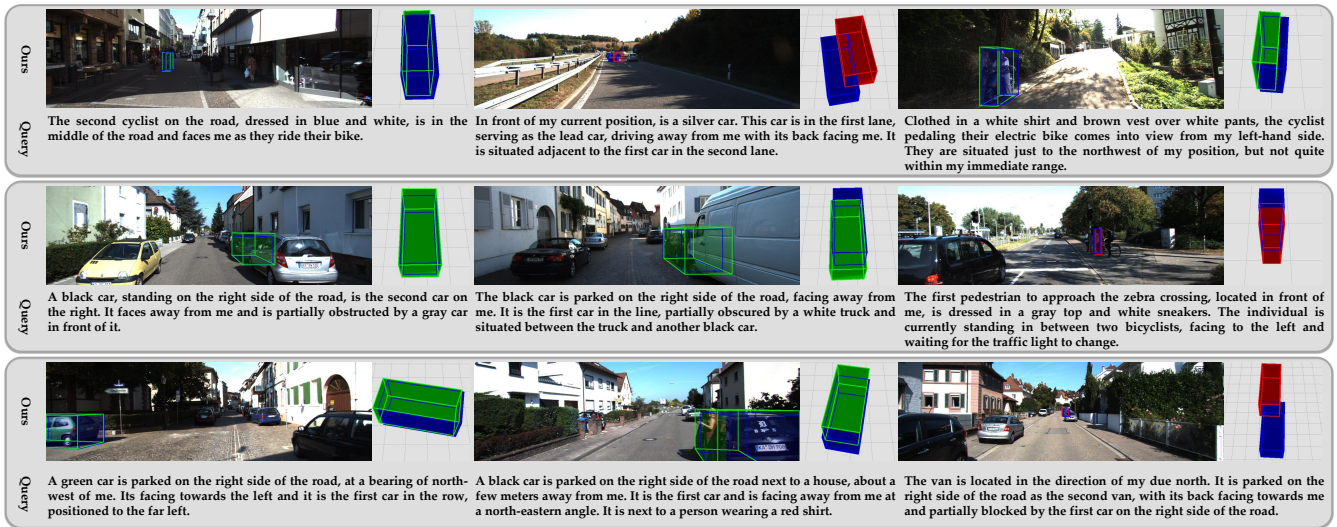 Ours
Query
The second cyclist on the road, dressed in blue and white, is in the
middle of the road and faces me as they ride their bike.
In front of my current position, is a silver car. This car is in the first lane,
serving as the lead car, driving away from me with its back facing me. It
is situated adjacent to the first car in the second lane.
Clothed in a white shirt and brown vest over white pants, the cyclist
pedaling their electric bike comes into view from my left-hand side.
They are situated just to the northwest of my position, but not quite
within my immediate range.
Ours
Query
A black car, standing on the right side of the road, is the second car on
the right. It faces away from me and is partially obstructed by a gray car
in front of it.
The black car is parked on the right side of the road, facing away from
me. It is the first car in the line, partially obscured by a white truck and
situated between the truck and another black car.
The first pedestrian to approach the zebra crossing, located in front of
me, is dressed in a gray top and white sneakers. The individual is
currently standing in between two bicyclists, facing to the left and
waiting for the traffic light to change.
Ours
Query
A green car is parked on the right side of the road, at a bearing of north-
west of me. Its facing towards the left and it is the first car in the row,
positioned to the far left.
A black car is parked on the right side of the road next to a house, about a
few meters away from me. It is the first car and is facing away from me at
a north-eastern angle. It is next to a person wearing a red shirt.
The van is located in the direction of my due north. It is parked on the
right side of the road as the second van, with its back facing towards me
and partially blocked by the first car on the right side of the road.